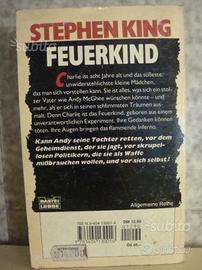 STEPHEN KING
FEUERKIND
Charlie ist acht Jahre alt und das süßeste,
unwiderstehlichste kleine Mädchen, das
man sich vorstellen kann. Sie ist alles, was sich ein stol-
zer Vater wie Andy McGhee wünschen könnte – und
mehr, als er sich in seinen schlimmsten Träumen aus-
malt. Denn Charlie ist das Feuerkind, geboren aus einem
unverantwortlichen Experiment. Ihre Gedanken können
töten. Ihre Augen bringen das flammende Inferno.
Kann Andy seine Tochter retten, vor dem
Geheimdienst, der sie jagt, vor skrupel-
losen Politikern, die sie als Waffe
mißbrauchen wollen, und vor sich selbst!
Allgemeine Reihe
BASTEI
LÜBBE